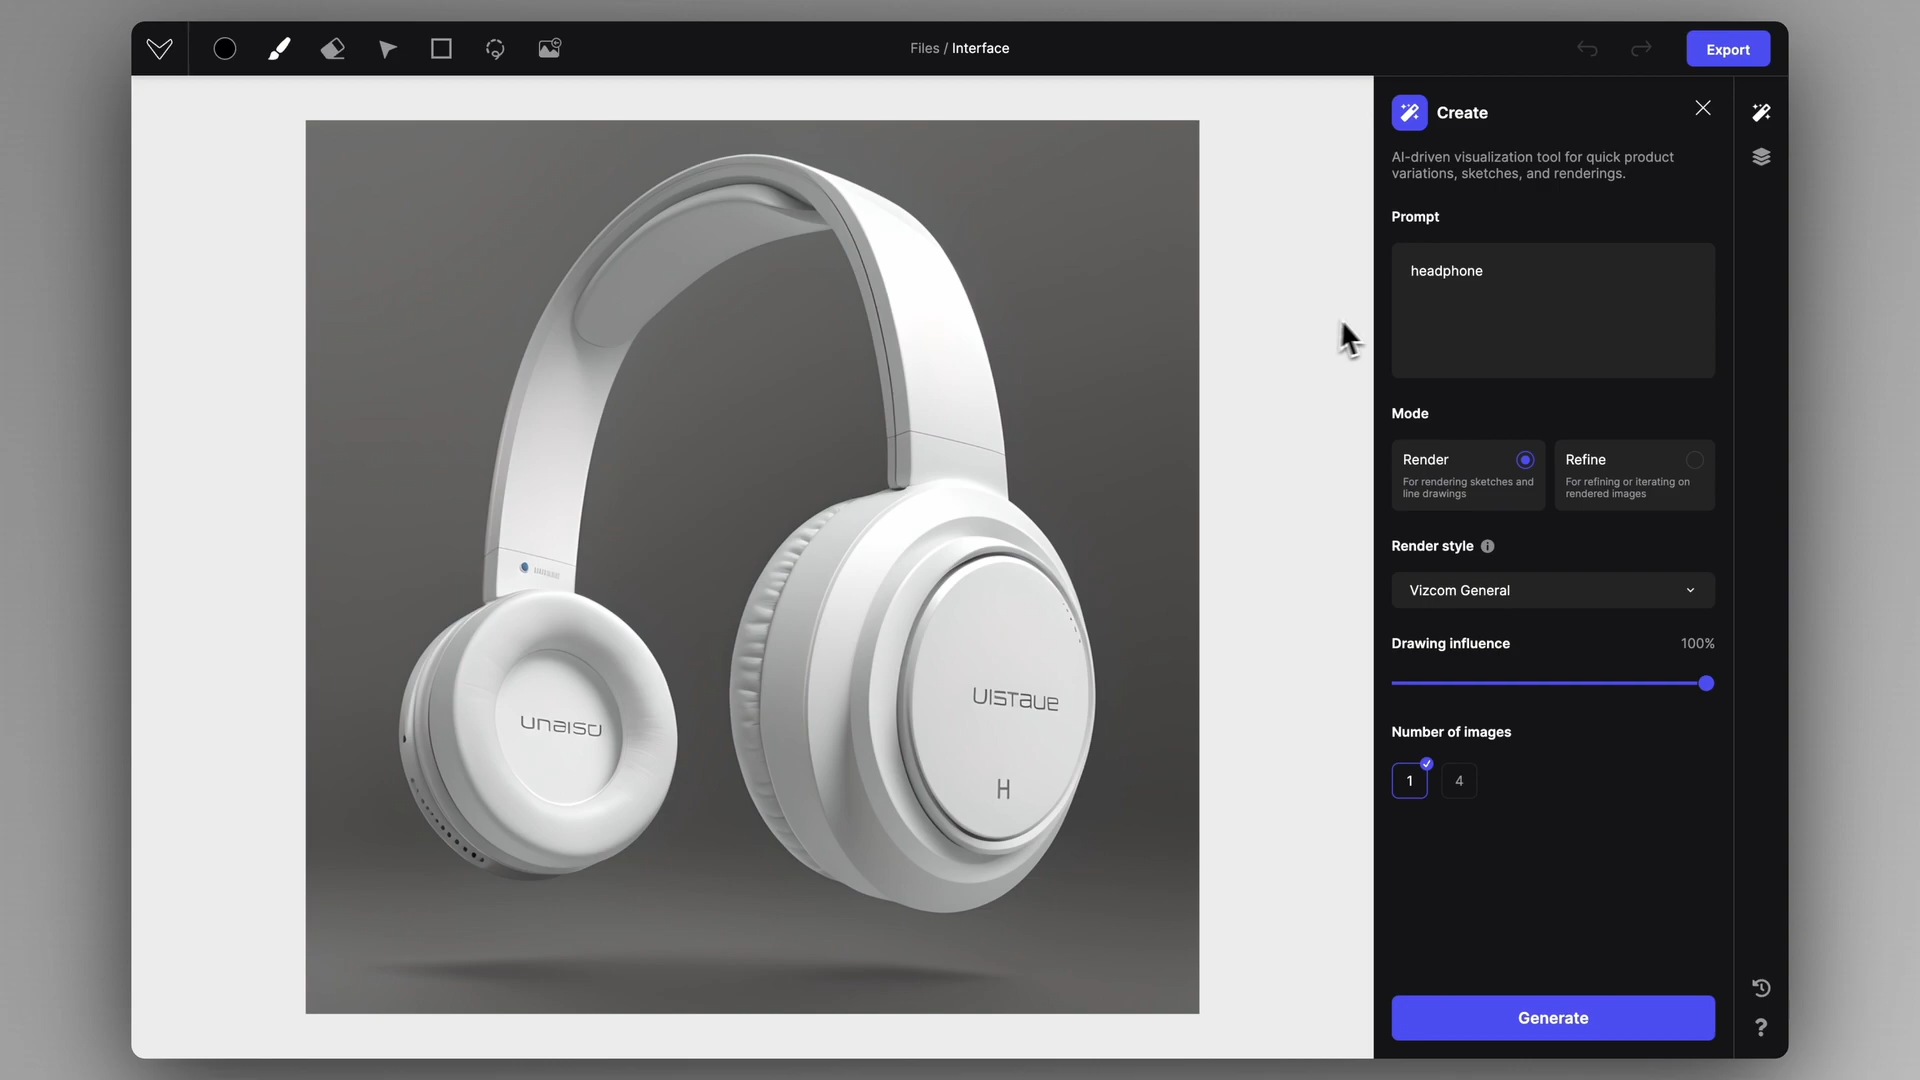 Files / Interface
Export
Create
AI-driven visualization tool for quick product
variations, sketches, and renderings.
Prompt
headphone
Mode
Render
For rendering sketches and
line drawings
Refine
For refining or iterating on
rendered images
Render style
Vizcom General
Drawing influence 100%
Number of images
1 4
Generate
UISTAUE
H
unaisu